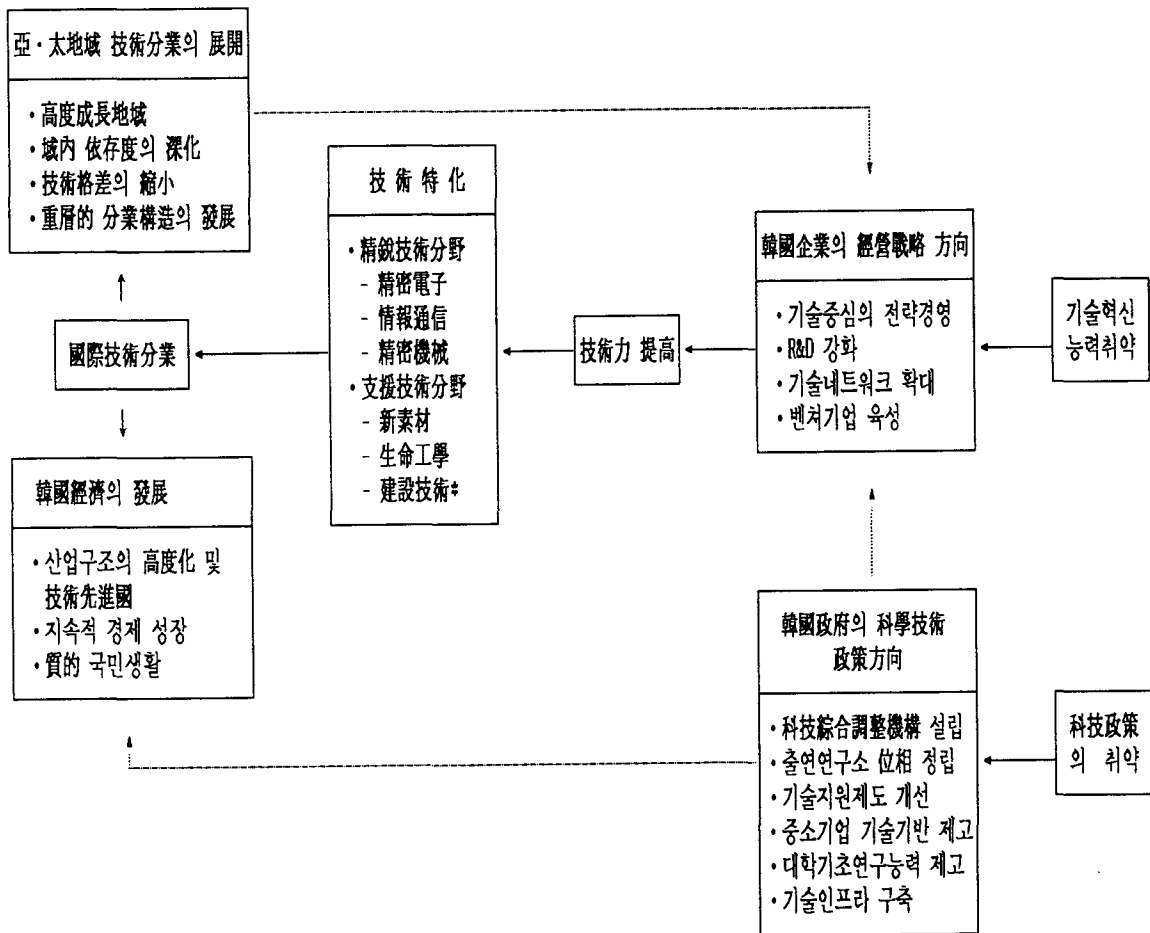 亞·太地域 技術分業의 展開
·高度成長地域
·域内 依存度의 深化
·技術格差의 縮小
·重層的 分業構造의 發展
國際技術分業
韓國經濟의 發展
·산업구조의 高度化 및
技術先進國
·지속적 경제 성장
·質的 국민생활
技術特化
·精銳技術分野
- 精密電子
- 情報通信
- 精密機械
·支援技術分野
- 新素材
- 生命工學
- 建設技術‡
技術力 提高
韓國企業의 經營戰略 方向
·기술중심의 전략경영
·R&D 강화
·기술네트워크 확대
·벤처기업 육성
기술혁신
능력취약
韓國政府의 科學技術
政策方向
·科技綜合調整機構 설립
·출연연구소 位相 정립
·기술지원제도 개선
·중소기업 기술기반 제고
·대학기초연구능력 제고
·기술인프라 구축
科技政策
의 취약